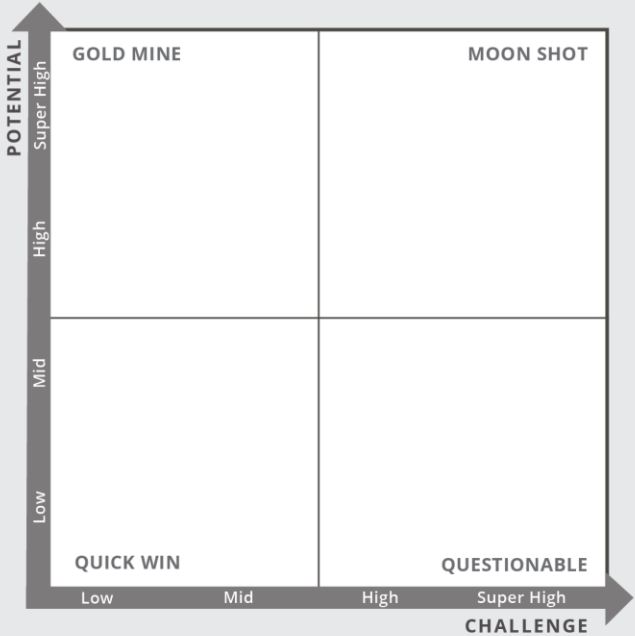 POTENTIAL
Super High
High
Mid
Low
GOLD MINE
MOON SHOT
QUICK WIN
QUESTIONABLE
Low
Mid
High
Super High
CHALLENGE